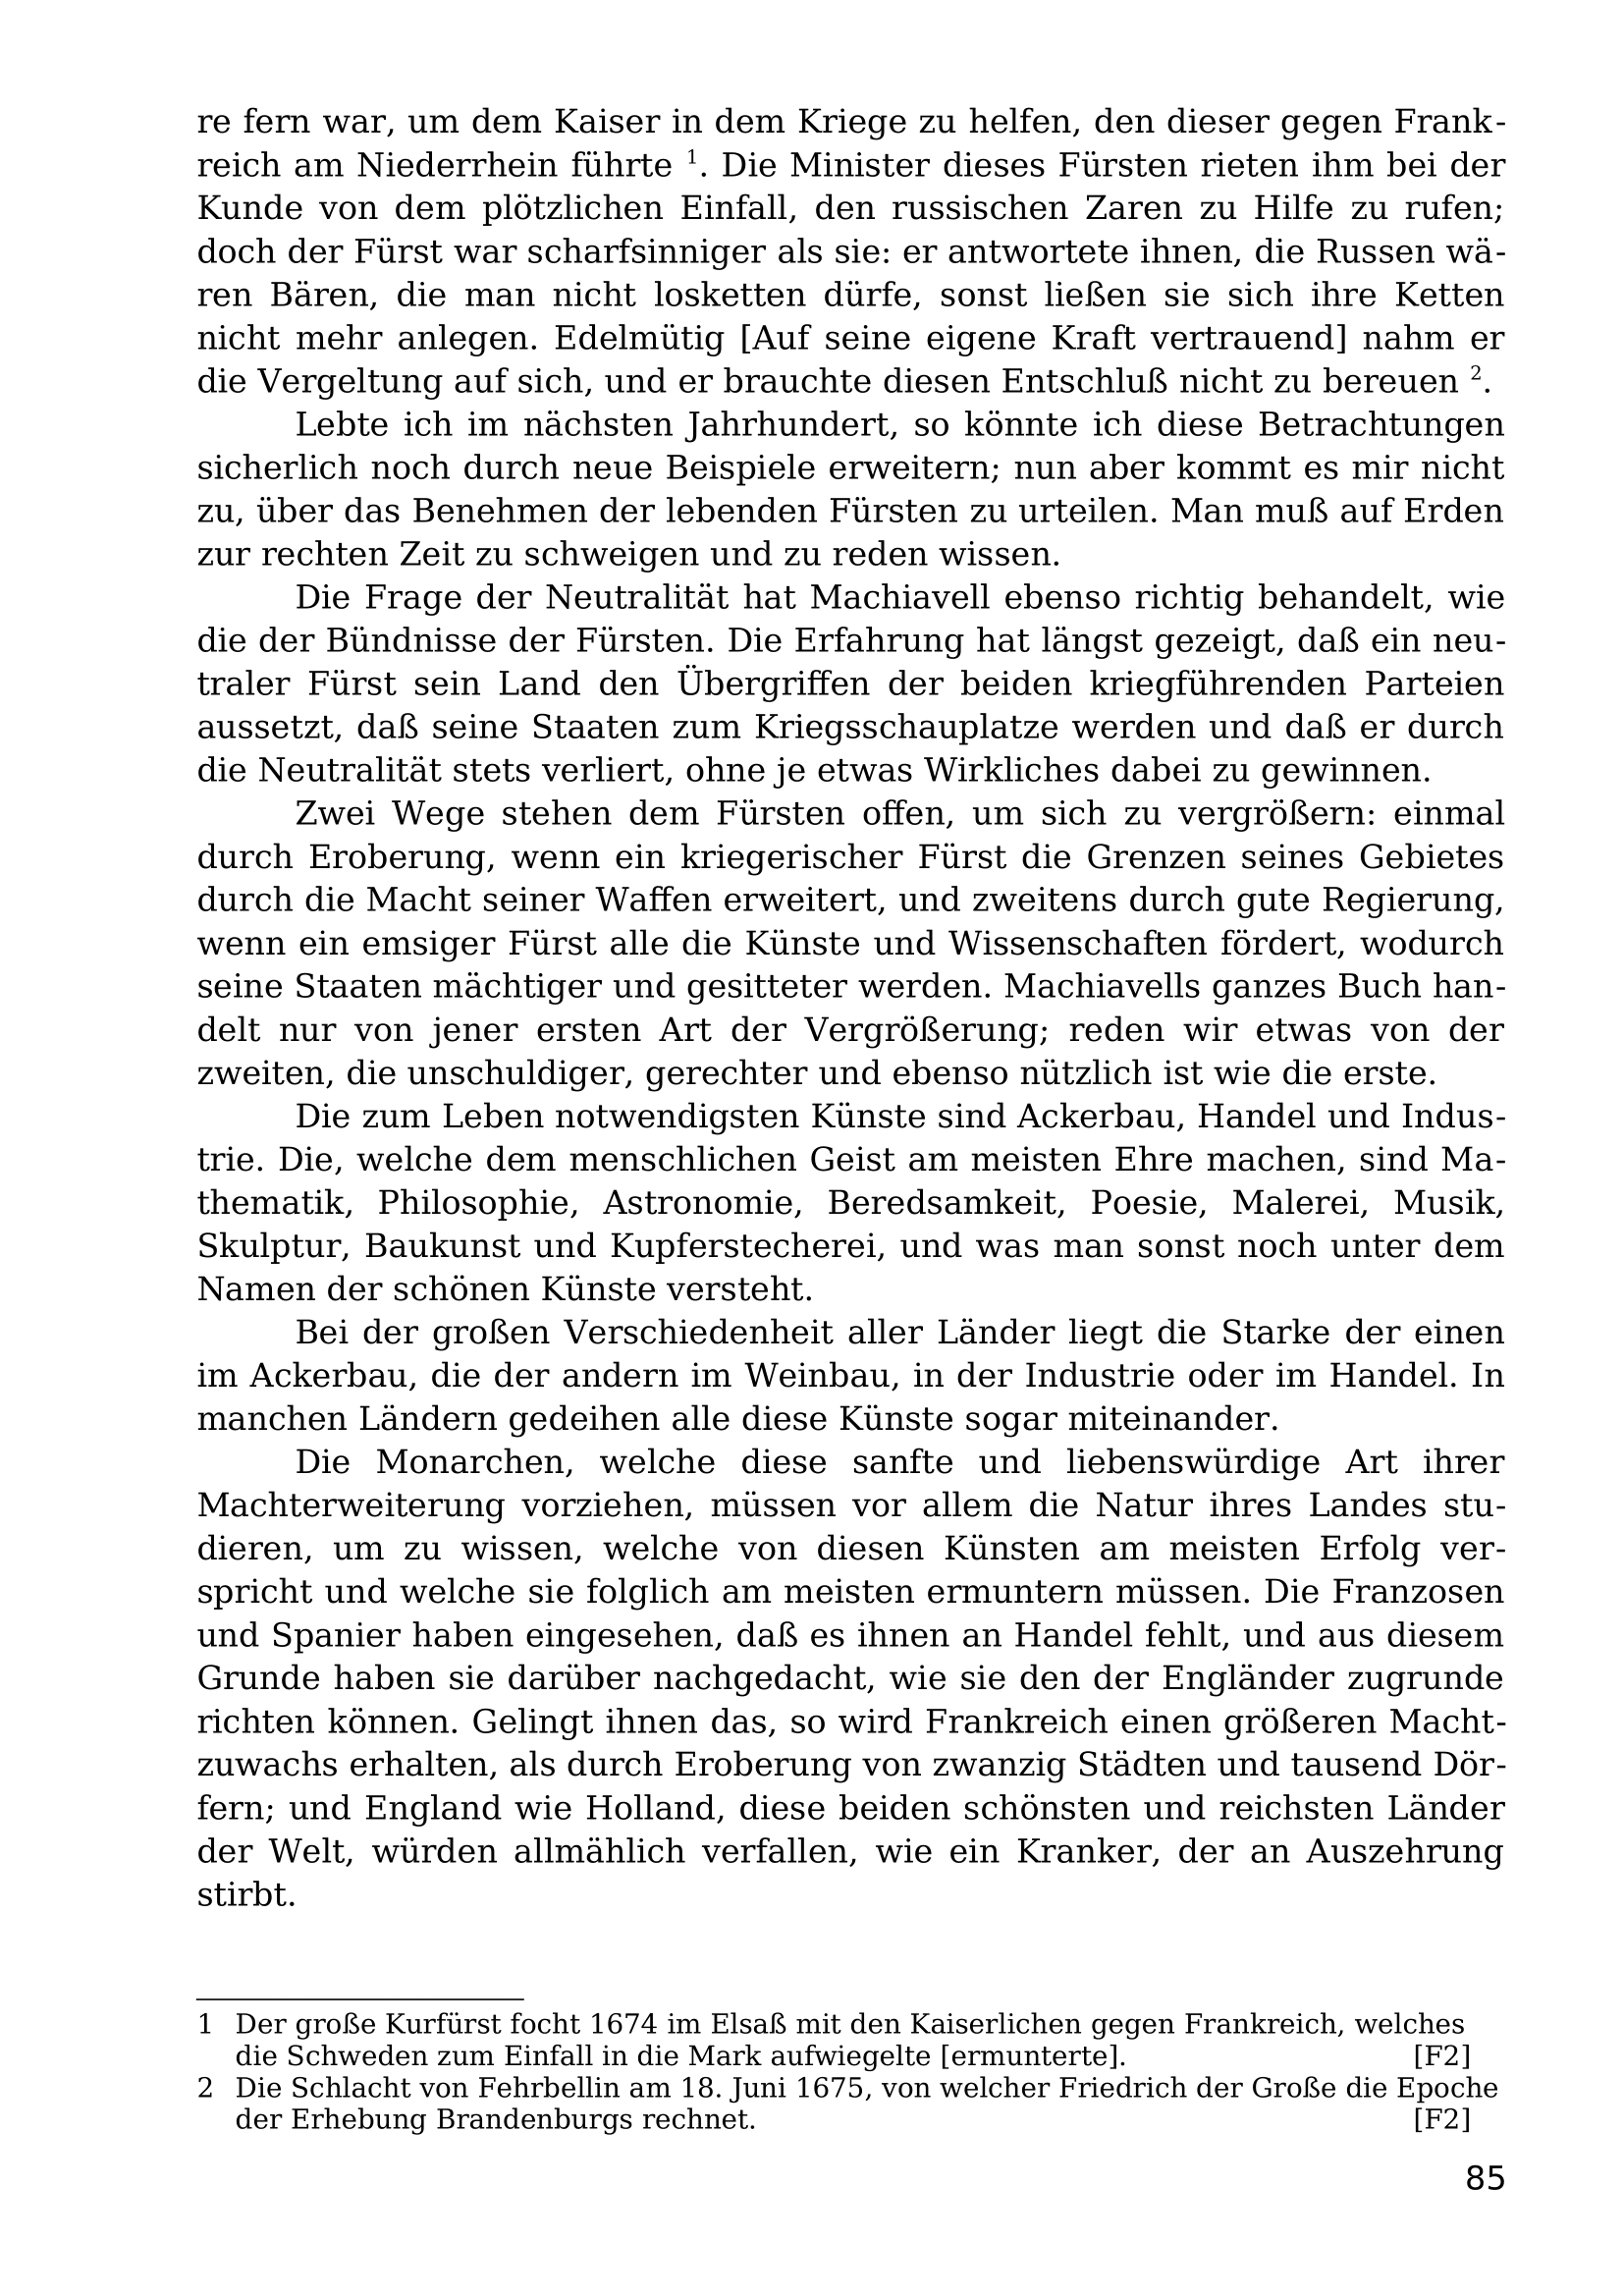 re fern war, um dem Kaiser in dem Kriege zu helfen, den dieser gegen Frank-
reich am Niederrhein führte 1. Die Minister dieses Fürsten rieten ihm bei der
Kunde von dem plötzlichen Einfall, den russischen Zaren zu Hilfe zu rufen;
doch der Fürst war scharfsinniger als sie: er antwortete ihnen, die Russen wä-
ren Bären, die man nicht losketten dürfe, sonst ließen sie sich ihre Ketten
nicht mehr anlegen. Edelmütig [Auf seine eigene Kraft vertrauend] nahm er
die Vergeltung auf sich, und er brauchte diesen Entschluß nicht zu bereuen 2.
Lebte ich im nächsten Jahrhundert, so könnte ich diese Betrachtungen
sicherlich noch durch neue Beispiele erweitern; nun aber kommt es mir nicht
zu, über das Benehmen der lebenden Fürsten zu urteilen. Man muß auf Erden
zur rechten Zeit zu schweigen und zu reden wissen.
Die Frage der Neutralität hat Machiavell ebenso richtig behandelt, wie
die der Bündnisse der Fürsten. Die Erfahrung hat längst gezeigt, daß ein neu-
traler Fürst sein Land den Übergriffen der beiden kriegführenden Parteien
aussetzt, daß seine Staaten zum Kriegsschauplatze werden und daß er durch
die Neutralität stets verliert, ohne je etwas Wirkliches dabei zu gewinnen.
Zwei Wege stehen dem Fürsten offen, um sich zu vergrößern: einmal
durch Eroberung, wenn ein kriegerischer Fürst die Grenzen seines Gebietes
durch die Macht seiner Waffen erweitert, und zweitens durch gute Regierung,
wenn ein emsiger Fürst alle die Künste und Wissenschaften fördert, wodurch
seine Staaten mächtiger und gesitteter werden. Machiavells ganzes Buch han-
delt nur von jener ersten Art der Vergrößerung; reden wir etwas von der
zweiten, die unschuldiger, gerechter und ebenso nützlich ist wie die erste.
Die zum Leben notwendigsten Künste sind Ackerbau, Handel und Indus-
trie. Die, welche dem menschlichen Geist am meisten Ehre machen, sind Ma-
thematik, Philosophie, Astronomie, Beredsamkeit, Poesie, Malerei, Musik,
Skulptur, Baukunst und Kupferstecherei, und was man sonst noch unter dem
Namen der schönen Künste versteht.
Bei der großen Verschiedenheit aller Länder liegt die Starke der einen
im Ackerbau, die der andern im Weinbau, in der Industrie oder im Handel. In
manchen Ländern gedeihen alle diese Künste sogar miteinander.
Die Monarchen, welche diese sanfte und liebenswürdige Art ihrer
Machterweiterung vorziehen, müssen vor allem die Natur ihres Landes stu-
dieren, um zu wissen, welche von diesen Künsten am meisten Erfolg ver-
spricht und welche sie folglich am meisten ermuntern müssen. Die Franzosen
und Spanier haben eingesehen, daß es ihnen an Handel fehlt, und aus diesem
Grunde haben sie darüber nachgedacht, wie sie den der Engländer zugrunde
richten können. Gelingt ihnen das, so wird Frankreich einen größeren Macht-
zuwachs erhalten, als durch Eroberung von zwanzig Städten und tausend Dör-
fern; und England wie Holland, diese beiden schönsten und reichsten Länder
der Welt, würden allmählich verfallen, wie ein Kranker, der an Auszehrung
stirbt.
1 Der große Kurfürst focht 1674 im Elsaß mit den Kaiserlichen gegen Frankreich, welches
die Schweden zum Einfall in die Mark aufwiegelte [ermunterte]. [F2]
2 Die Schlacht von Fehrbellin am 18. Juni 1675, von welcher Friedrich der Große die Epoche
der Erhebung Brandenburgs rechnet. [F2]
85